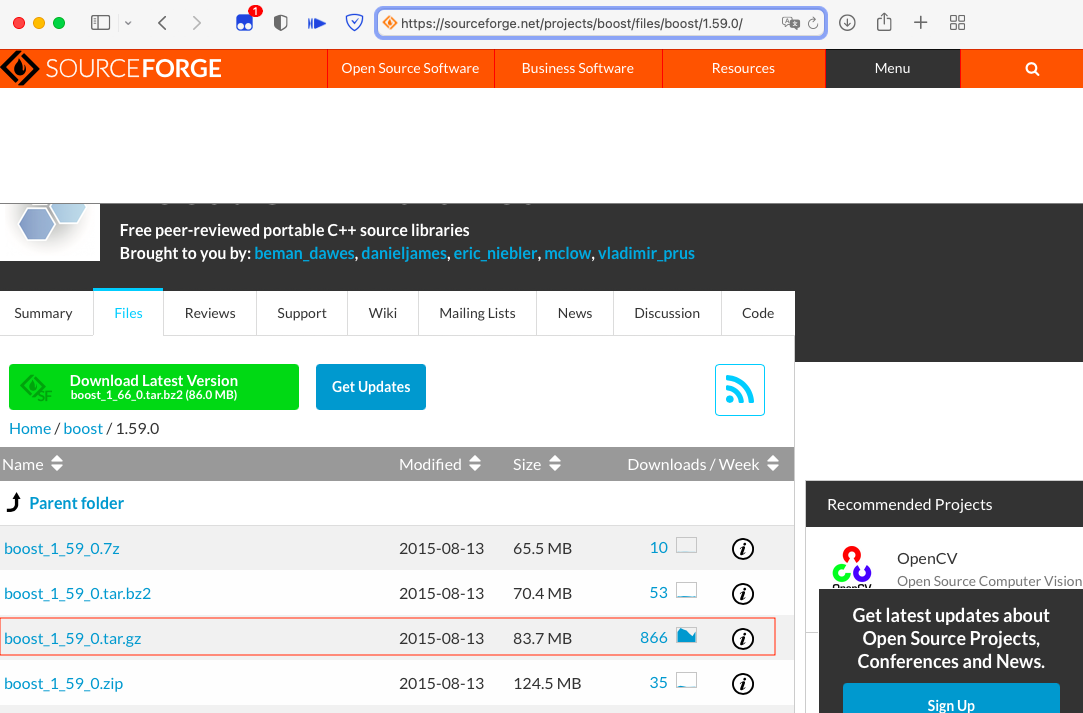 1
https://sourceforge.net/projects/boost/files/boost/1.59.0/
SOURCEFORGE
Open Source Software
Business Software
Resources
Menu
Free peer-reviewed portable C++ source libraries
Brought to you by: beman_dawes, danieljames, eric_niebler, mclow, vladimir_prus
Summary
Files
Reviews
Support
Wiki
Mailing Lists
News
Discussion
Code
SF
Download Latest Version
boost_1_66_0.tar.bz2 (86.0 MB)
Get Updates
Home / boost / 1.59.0
Name Modified Size Downloads / Week
Parent folder
boost_1_59_0.7z 2015-08-13 65.5 MB 10 i
boost_1_59_0.tar.bz2 2015-08-13 70.4 MB 53 i
boost_1_59_0.tar.gz 2015-08-13 83.7 MB 866 i
boost_1_59_0.zip 2015-08-13 124.5 MB 35 i
Recommended Projects
OpenCV
OpenCV
Open Source Computer Vision
Get latest updates about
Open Source Projects,
Conferences and News.
Sign Up